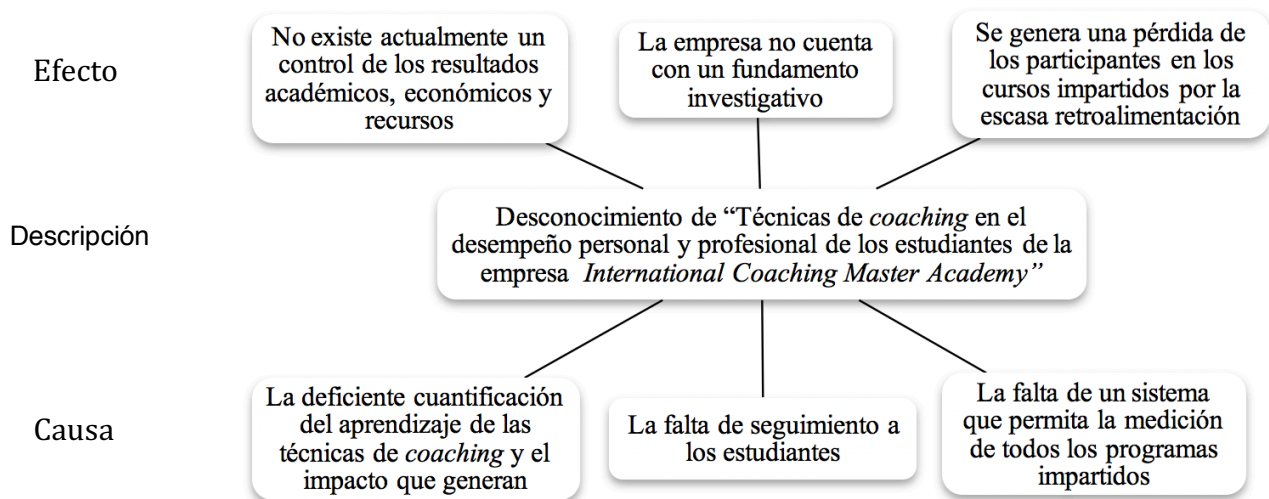 Efecto
No existe actualmente un
control de los resultados
académicos, económicos y
recursos
La empresa no cuenta
con un fundamento
investigativo
Se genera una pérdida de
los participantes en los
cursos impartidos por la
escasa retroalimentación
Descripción
Desconocimiento de “Técnicas de coaching en el
desempeño personal y profesional de los estudiantes de la
empresa International Coaching Master Academy”
Causa
La deficiente cuantificación
del aprendizaje de las
técnicas de coaching y el
impacto que generan
La falta de seguimiento a
los estudiantes
La falta de un sistema
que permita la medición
de todos los programas
impartidos